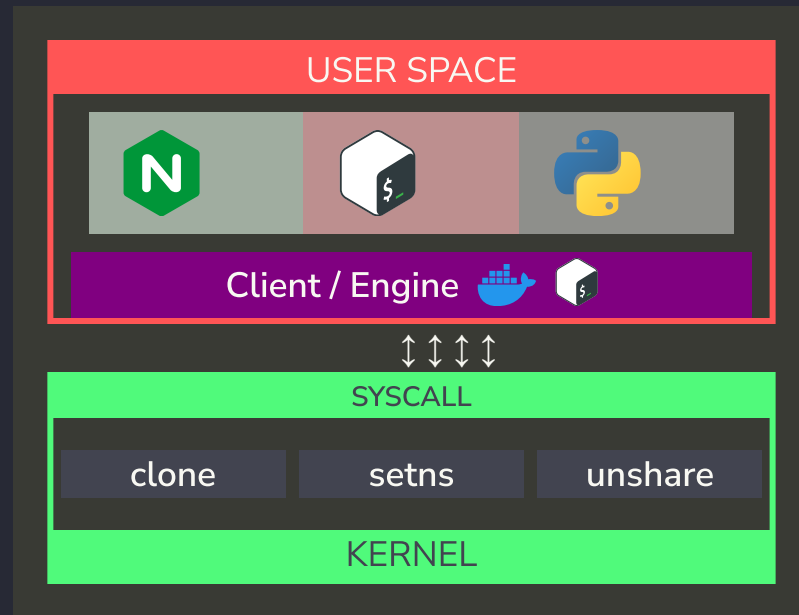 USER SPACE
N
$_
Client / Engine
$_
SYSCALL
clone
setns
unshare
KERNEL